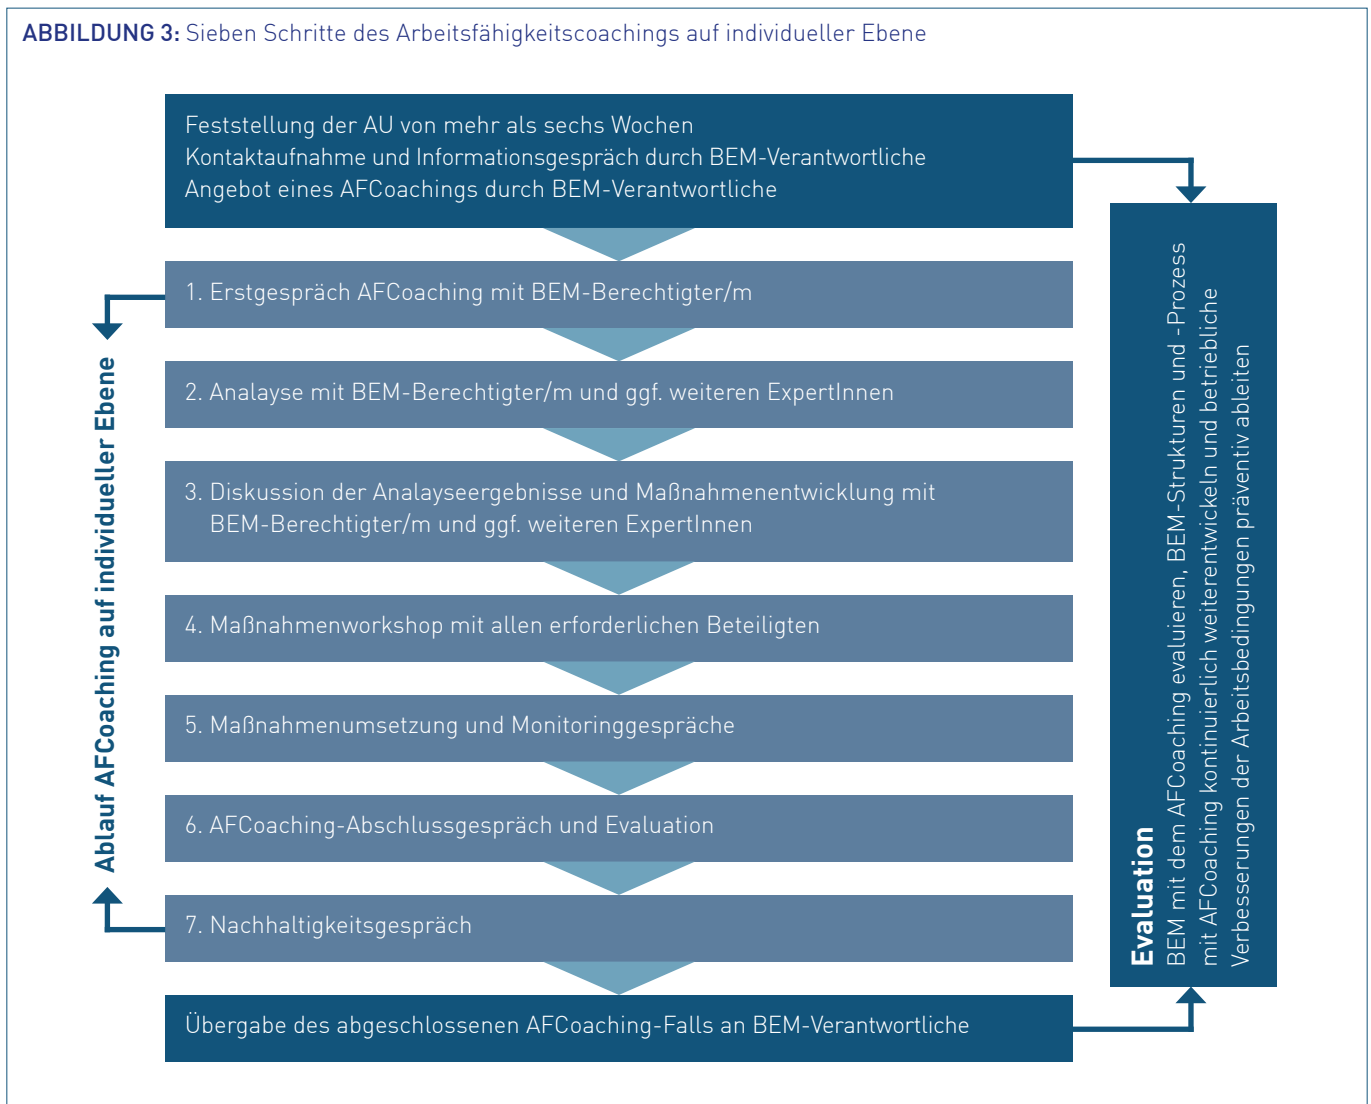 ABBILDUNG 3: Sieben Schritte des Arbeitsfähigkeitscoachings auf individueller Ebene
Feststellung der AU von mehr als sechs Wochen
Kontaktaufnahme und Informationsgespräch durch BEM-Verantwortliche
Angebot eines AFCoachings durch BEM-Verantwortliche
1. Erstgespräch AFCoaching mit BEM-Berechtigter/m
2. Analayse mit BEM-Berechtigter/m und ggf. weiteren ExpertInnen
3. Diskussion der Analayseergebnisse und Maßnahmenentwicklung mit
BEM-Berechtigter/m und ggf. weiteren ExpertInnen
4. Maßnahmenworkshop mit allen erforderlichen Beteiligten
5. Maßnahmenumsetzung und Monitoringgespräche
6. AFCoaching-Abschlussgespräch und Evaluation
7. Nachhaltigkeitsgespräch
Übergabe des abgeschlossenen AFCoaching-Falls an BEM-Verantwortliche
Ablauf AFCoaching auf individueller Ebene
Evaluation
BEM mit dem AFCoaching evaluieren, BEM-Strukturen und -Prozess
mit AFCoaching kontinuierlich weiterentwickeln und betriebliche
Verbesserungen der Arbeitsbedingungen präventiv ableiten